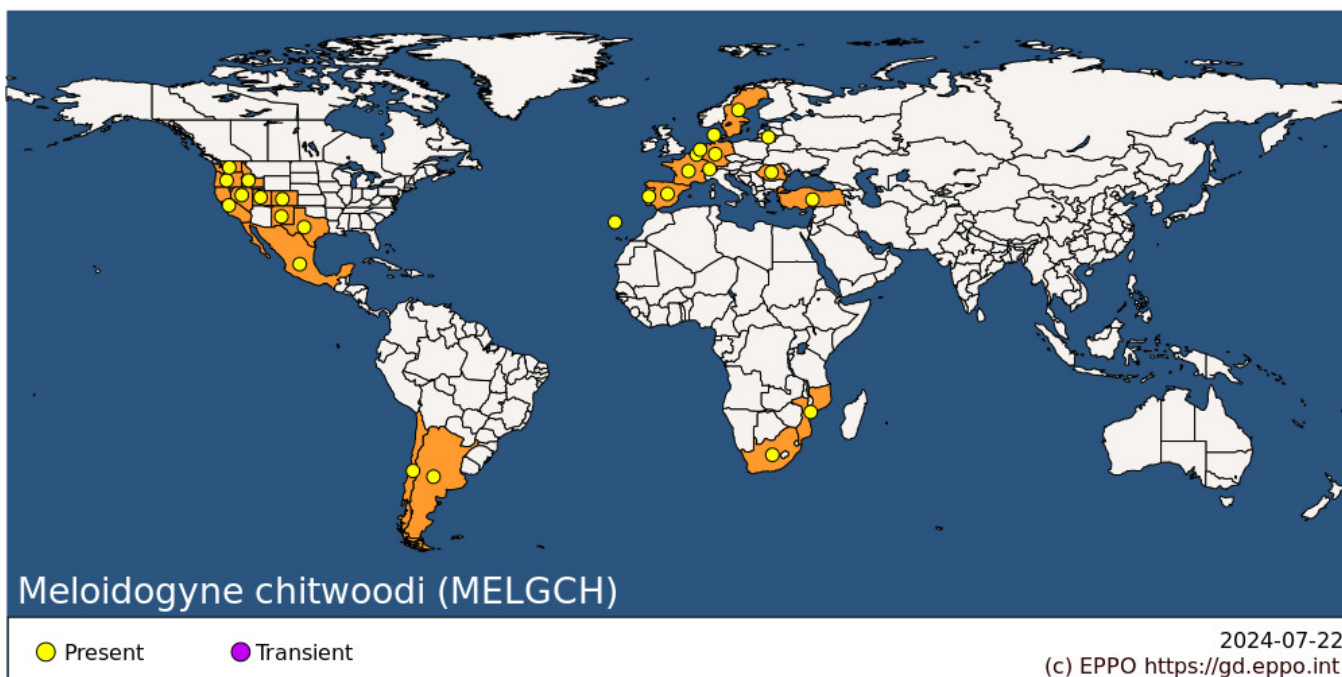 Meloidogyne chitwoodi (MELGCH)
Present
Transient
2024-07-22
(c) EPPO https://gd.eppo.int